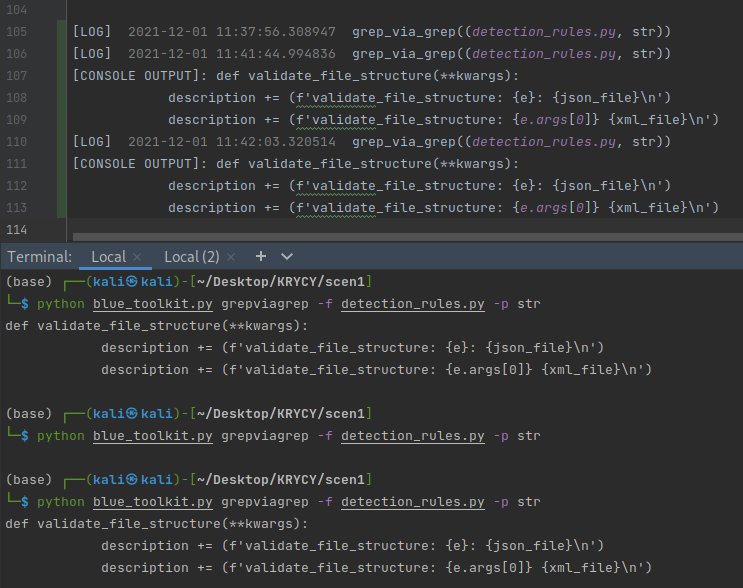 104
105 [LOG]  2021-12-01 11:37:56.308947  grep_via_grep((detection_rules.py, str))
106 [LOG]  2021-12-01 11:41:44.994836  grep_via_grep((detection_rules.py, str))
107 [CONSOLE OUTPUT]: def validate_file_structure(**kwargs):
108             description += (f'validate_file_structure: {e}: {json_file}\n')
109             description += (f'validate_file_structure: {e.args[0]} {xml_file}\n')
110 [LOG]  2021-12-01 11:42:03.320514  grep_via_grep((detection_rules.py, str))
111 [CONSOLE OUTPUT]: def validate_file_structure(**kwargs):
112             description += (f'validate_file_structure: {e}: {json_file}\n')
113             description += (f'validate_file_structure: {e.args[0]} {xml_file}\n')
114
Terminal: Local × Local (2) × +
(base) ┌──(kali㉿kali)-[~/Desktop/KRYCY/scen1]
└─$ python blue_toolkit.py grepviagrep -f detection_rules.py -p str
def validate_file_structure(**kwargs):
            description += (f'validate_file_structure: {e}: {json_file}\n')
            description += (f'validate_file_structure: {e.args[0]} {xml_file}\n')
(base) ┌──(kali㉿kali)-[~/Desktop/KRYCY/scen1]
└─$ python blue_toolkit.py grepviagrep -f detection_rules.py -p str
(base) ┌──(kali㉿kali)-[~/Desktop/KRYCY/scen1]
└─$ python blue_toolkit.py grepviagrep -f detection_rules.py -p str
def validate_file_structure(**kwargs):
            description += (f'validate_file_structure: {e}: {json_file}\n')
            description += (f'validate_file_structure: {e.args[0]} {xml_file}\n')